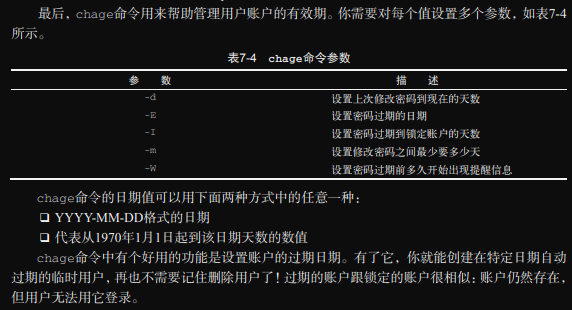 最后，chage命令用来帮助管理用户账户的有效期。你需要对每个值设置多个参数，如表7-4
所示。
表7-4 chage命令参数
参 数 描 述
-d 设置上次修改密码到现在的天数
-E 设置密码过期的日期
-I 设置密码过期到锁定账户的天数
-m 设置修改密码之间最少要多少天
-W 设置密码过期前多久开始出现提醒信息
chage命令的日期值可以用下面两种方式中的任意一种：
❑ YYYY-MM-DD格式的日期
❑ 代表从1970年1月1日起到该日期天数的数值
chage命令中有个好用的功能是设置账户的过期日期。有了它，你就能创建在特定日期自动
过期的临时用户，再也不需要记住删除用户了！过期的账户跟锁定的账户很相似：账户仍然存在，
但用户无法用它登录。